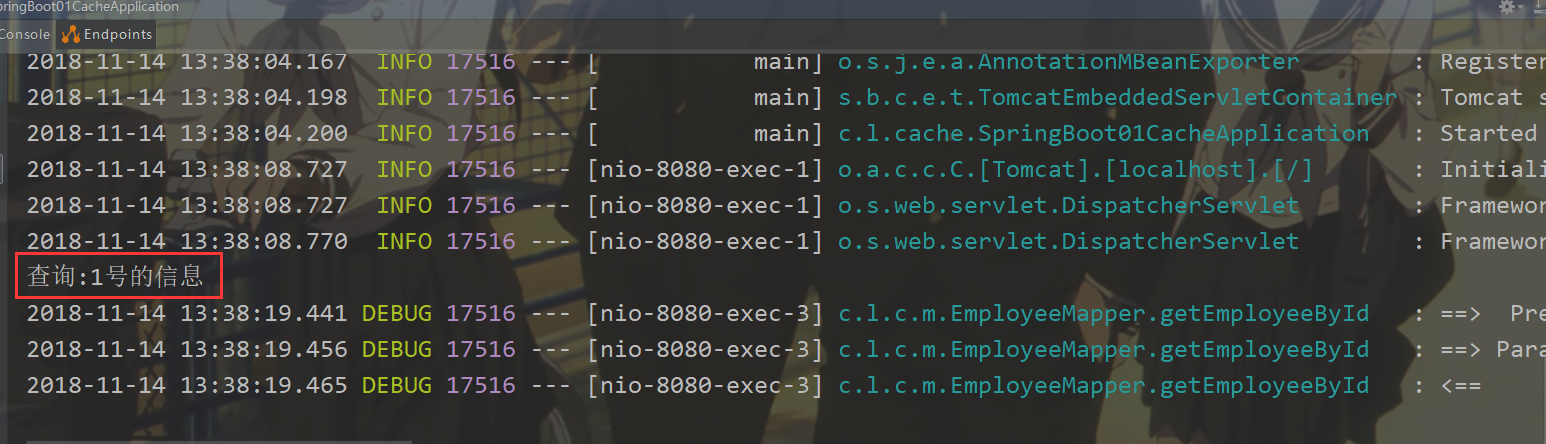 pringBoot01CacheApplication
Console Endpoints
2018-11-14 13:38:04.167  INFO 17516 --- [           main] o.s.j.e.a.AnnotationMBeanExporter        : Register
2018-11-14 13:38:04.198  INFO 17516 --- [           main] s.b.c.e.t.TomcatEmbeddedServletContainer : Tomcat s
2018-11-14 13:38:04.200  INFO 17516 --- [           main] c.l.cache.SpringBoot01CacheApplication   : Started
2018-11-14 13:38:08.727  INFO 17516 --- [nio-8080-exec-1] o.a.c.c.C.[Tomcat].[localhost].[/]       : Initiali
2018-11-14 13:38:08.727  INFO 17516 --- [nio-8080-exec-1] o.s.web.servlet.DispatcherServlet        : Framewor
2018-11-14 13:38:08.770  INFO 17516 --- [nio-8080-exec-1] o.s.web.servlet.DispatcherServlet        : Framewor
查询:1号的信息
2018-11-14 13:38:19.441 DEBUG 17516 --- [nio-8080-exec-3] c.l.c.m.EmployeeMapper.getEmployeeById   : ==>  Pre
2018-11-14 13:38:19.456 DEBUG 17516 --- [nio-8080-exec-3] c.l.c.m.EmployeeMapper.getEmployeeById   : ==> Para
2018-11-14 13:38:19.465 DEBUG 17516 --- [nio-8080-exec-3] c.l.c.m.EmployeeMapper.getEmployeeById   : <==